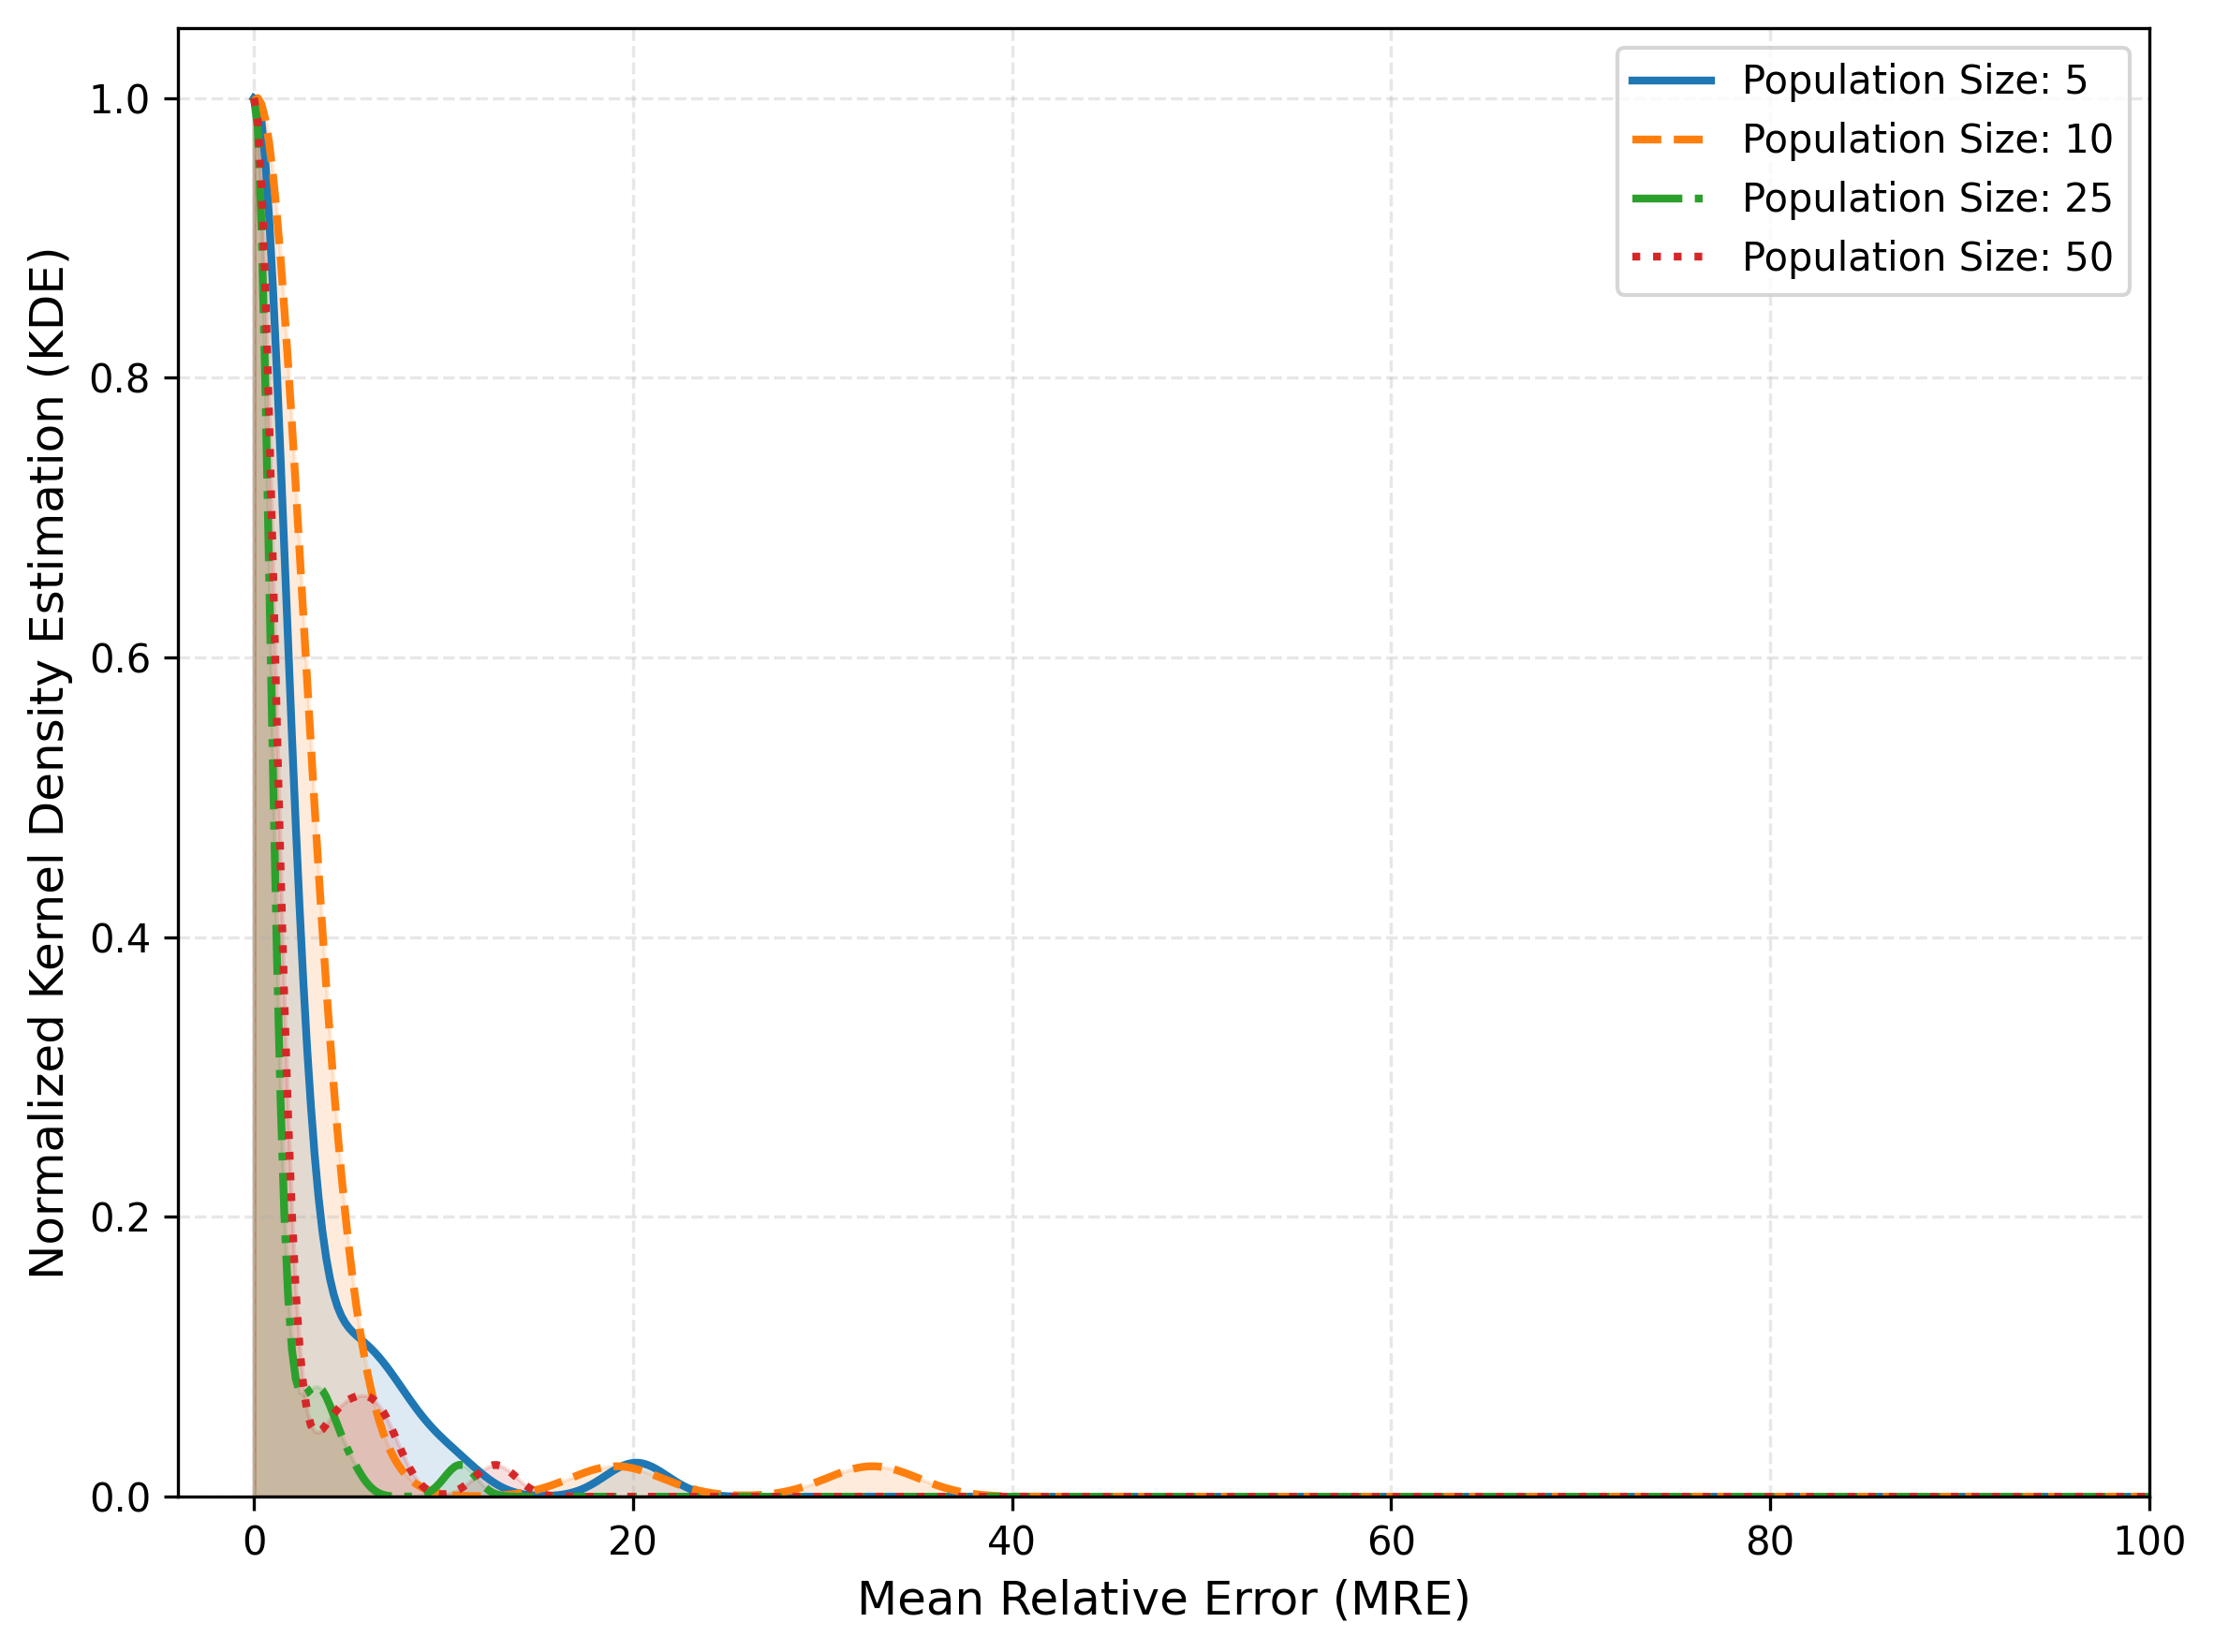 Population Size: 5
Population Size: 10
Population Size: 25
Population Size: 50
Normalized Kernel Density Estimation (KDE)
1.0
0.8
0.6
0.4
0.2
0.0
0 20 40 60 80 100
Mean Relative Error (MRE)